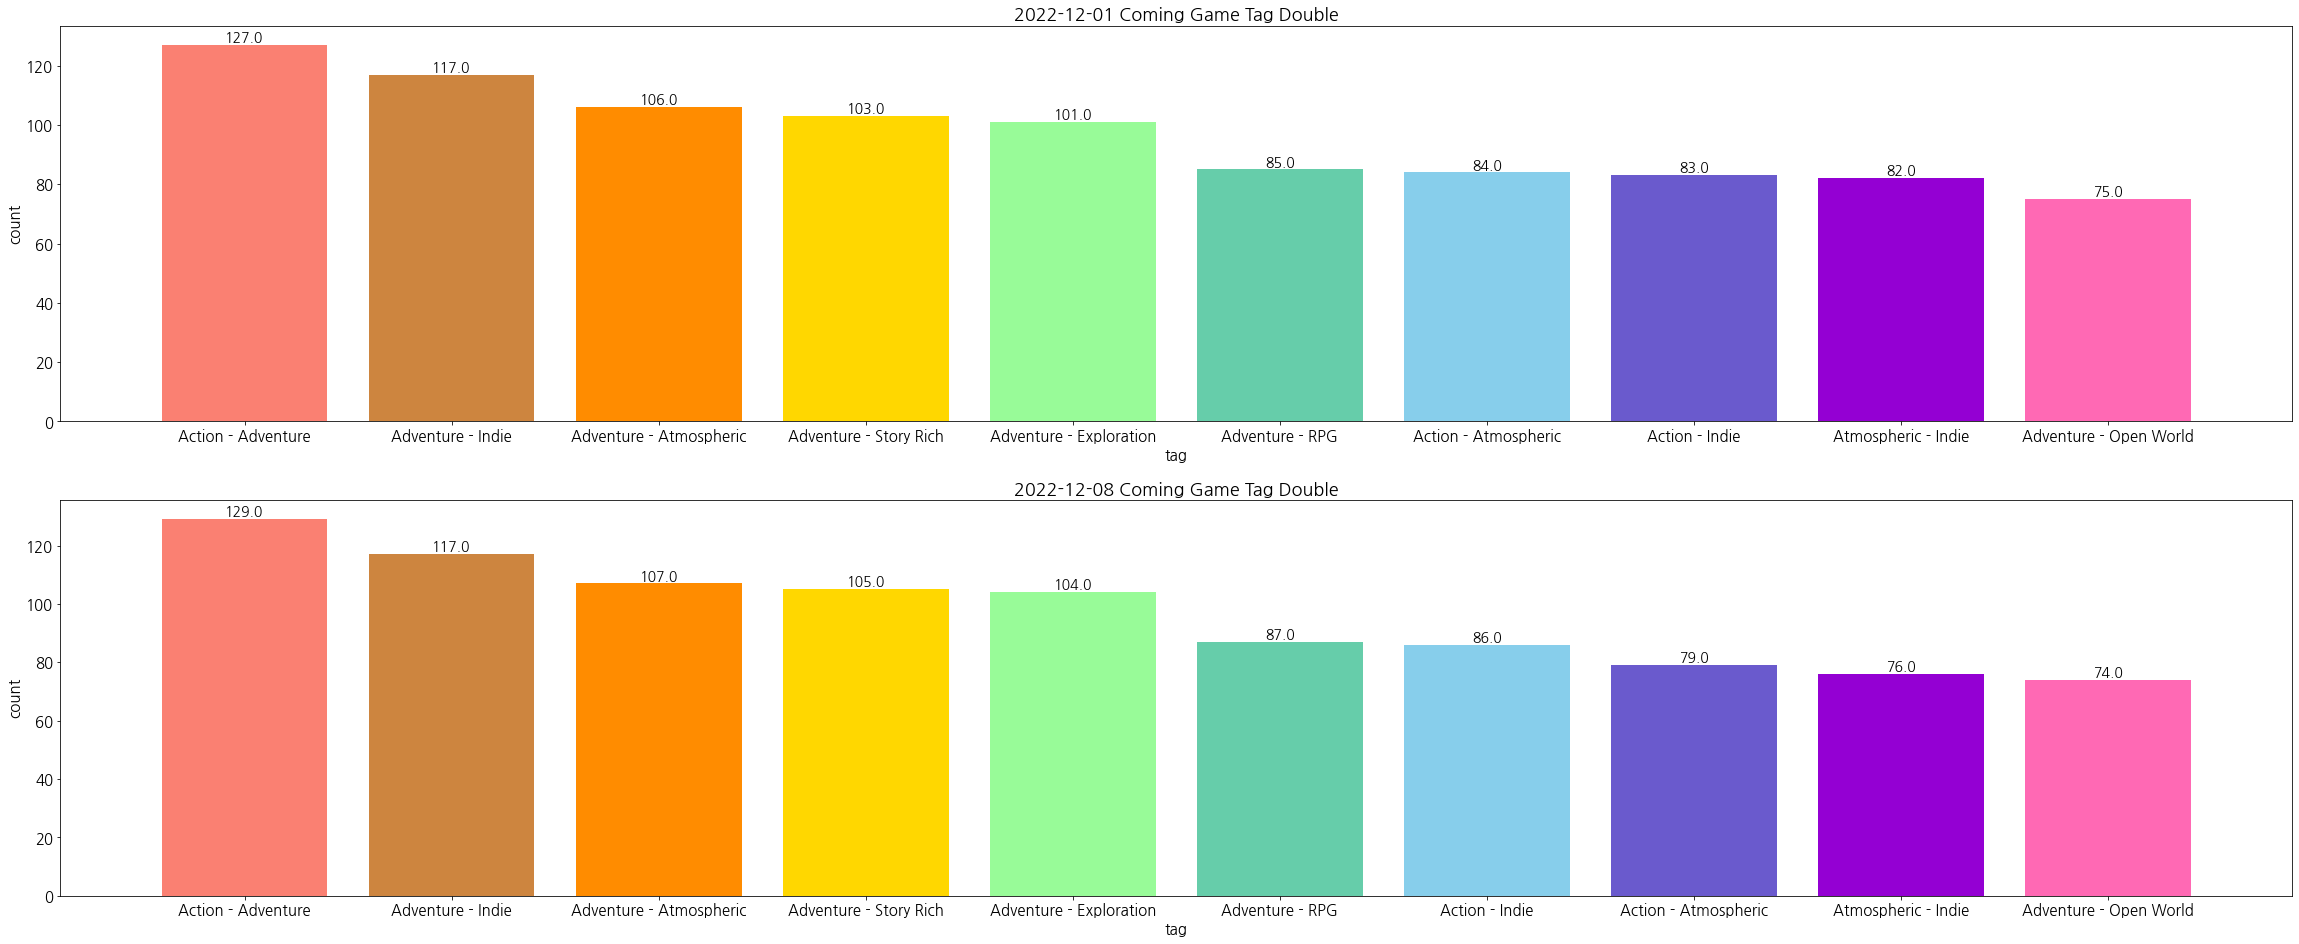 2022-12-01 Coming Game Tag Double
127.0
117.0
106.0
103.0
101.0
85.0
84.0
83.0
82.0
75.0
120
100
80
60
40
20
0
count
Action - Adventure
Adventure - Indie
Adventure - Atmospheric
Adventure - Story Rich
Adventure - Exploration
Adventure - RPG
Action - Atmospheric
Action - Indie
Atmospheric - Indie
Adventure - Open World
tag
2022-12-08 Coming Game Tag Double
129.0
117.0
107.0
105.0
104.0
87.0
86.0
79.0
76.0
74.0
120
100
80
60
40
20
0
count
Action - Adventure
Adventure - Indie
Adventure - Atmospheric
Adventure - Story Rich
Adventure - Exploration
Adventure - RPG
Action - Indie
Action - Atmospheric
Atmospheric - Indie
Adventure - Open World
tag